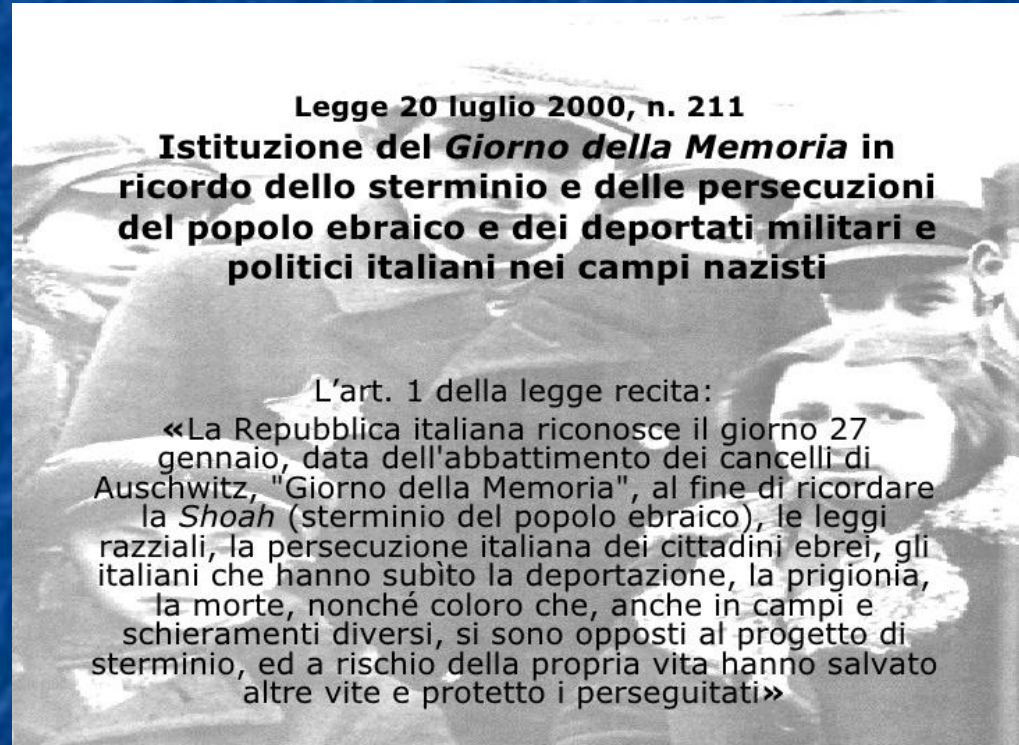 Legge 20 luglio 2000, n. 211
Istituzione del Giorno della Memoria in
ricordo dello sterminio e delle persecuzioni
del popolo ebraico e dei deportati militari e
politici italiani nei campi nazisti
L’art. 1 della legge recita:
«La Repubblica italiana riconosce il giorno 27
gennaio, data dell'abbattimento dei cancelli di
Auschwitz, "Giorno della Memoria", al fine di ricordare
la Shoah (sterminio del popolo ebraico), le leggi
razziali, la persecuzione italiana dei cittadini ebrei, gli
italiani che hanno subìto la deportazione, la prigionia,
la morte, nonché coloro che, anche in campi e
schieramenti diversi, si sono opposti al progetto di
sterminio, ed a rischio della propria vita hanno salvato
altre vite e protetto i perseguitati»